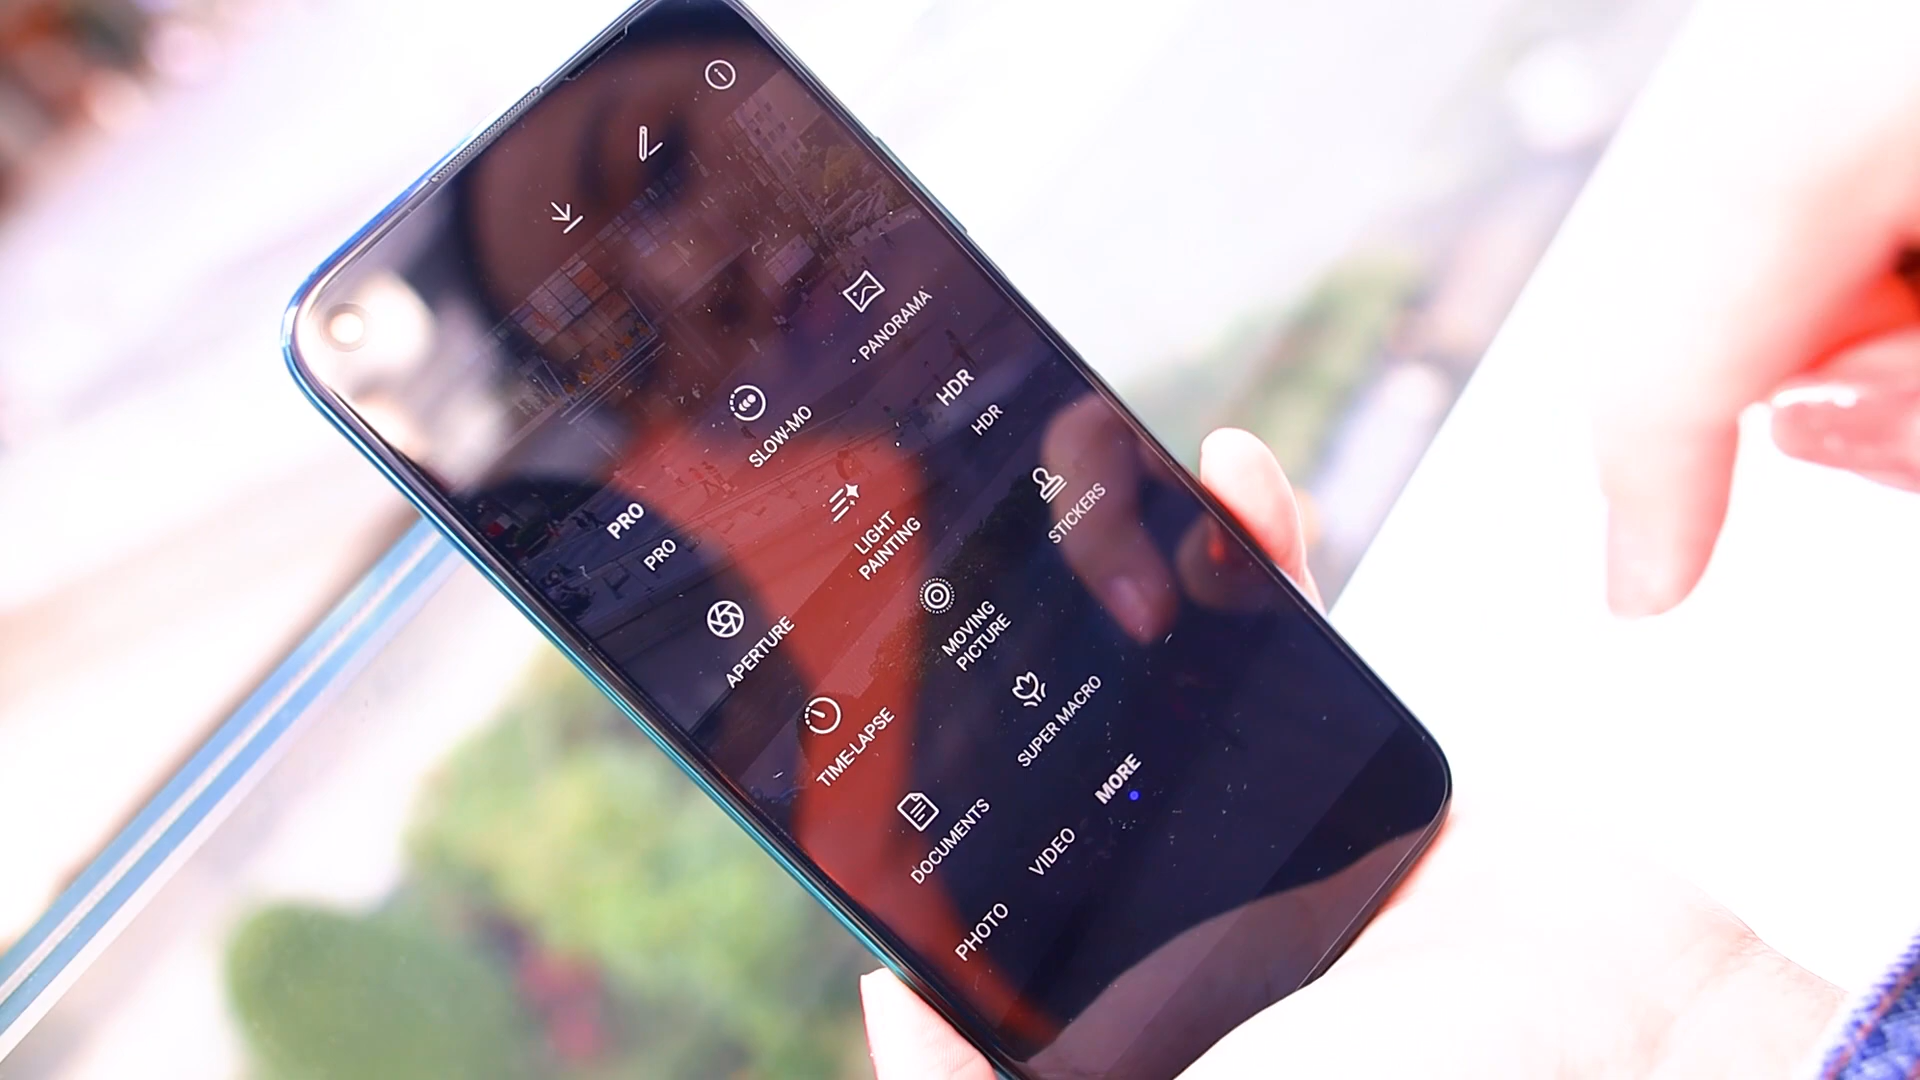 PRO
PRO
SLOW-MO
PANORAMA
APERTURE
LIGHT
PAINTING
HDR
HDR
TIME-LAPSE
MOVING
PICTURE
STICKERS
DOCUMENTS
SUPER MACRO
PHOTO
VIDEO
MORE